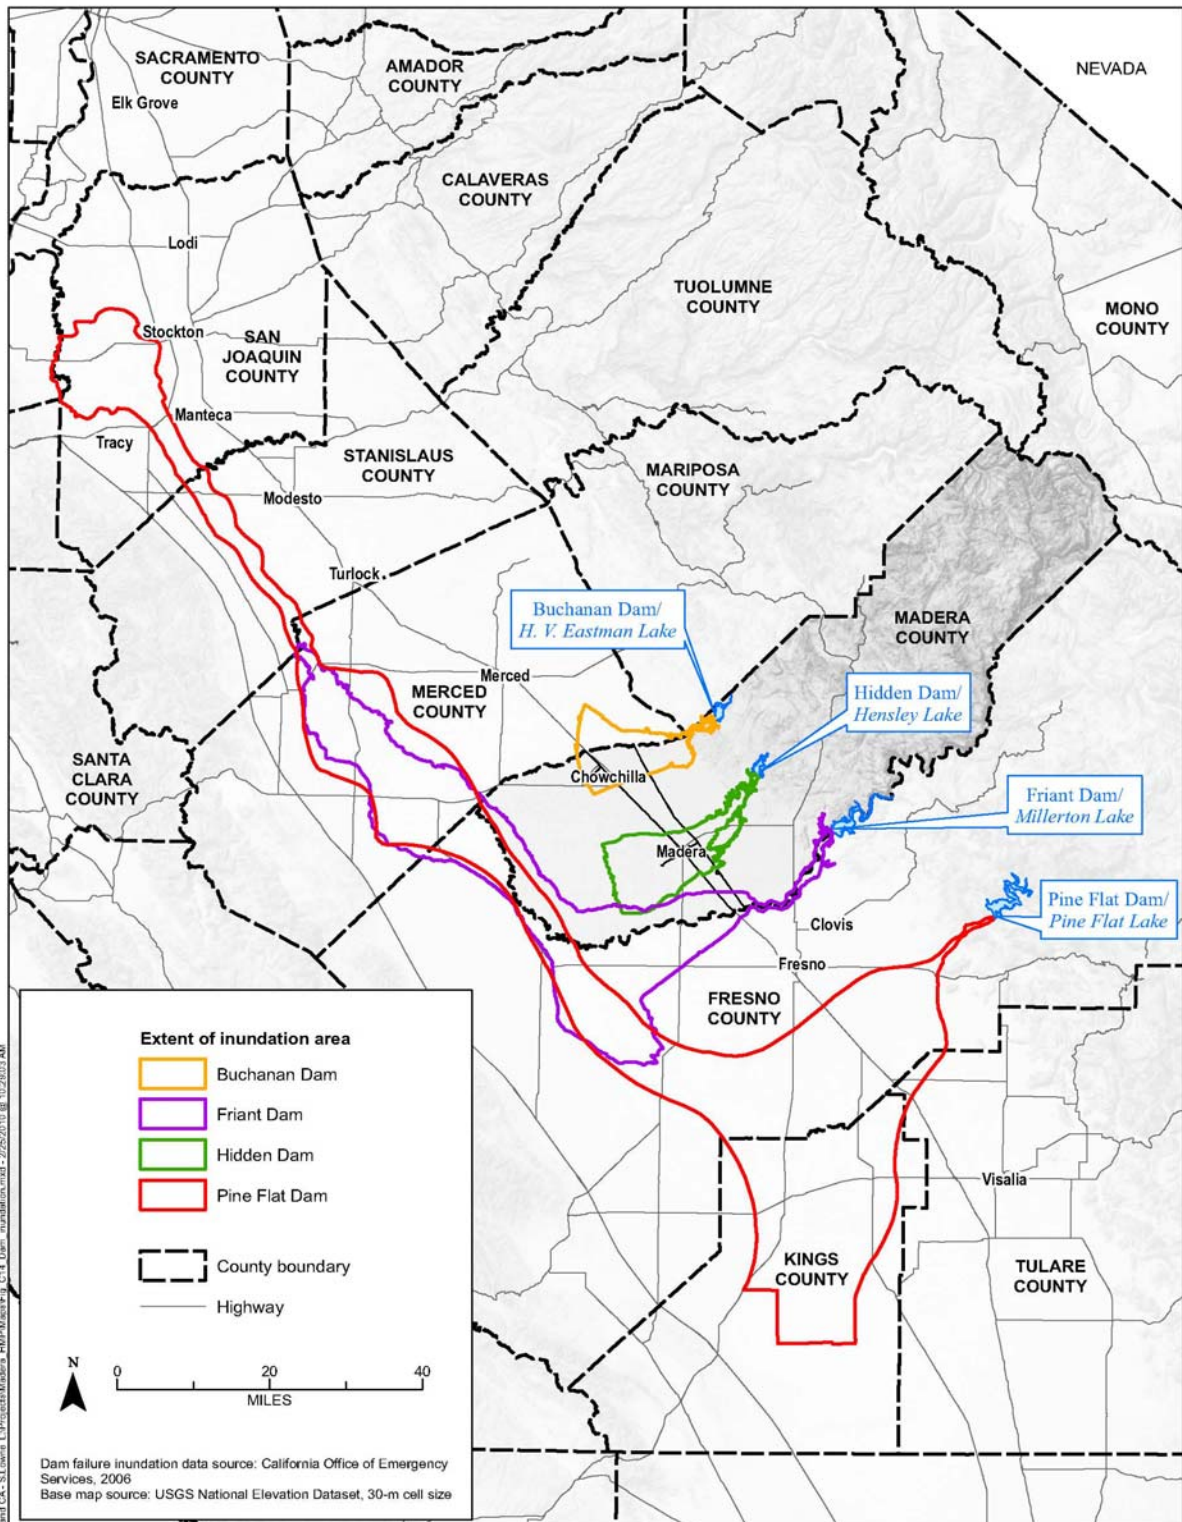 SACRAMENTO
COUNTY
AMADOR
COUNTY
NEVADA
Elk Grove
CALAVERAS
COUNTY
Lodi
TUOLUMNE
COUNTY
MONO
COUNTY
Stockton
SAN
JOAQUIN
COUNTY
Manteca
Tracy
STANISLAUS
COUNTY
MARIPOSA
COUNTY
Modesto
Turlock
Buchanan Dam/
H. V. Eastman Lake
MADERA
COUNTY
Merced
MERCED
COUNTY
Hidden Dam/
Hensley Lake
SANTA
CLARA
COUNTY
Chowchilla
Friant Dam/
Millerton Lake
Madera
Pine Flat Dam/
Pine Flat Lake
Clovis
Fresno
FRESNO
COUNTY
Visalia
KINGS
COUNTY
TULARE
COUNTY
Extent of inundation area
Buchanan Dam
Friant Dam
Hidden Dam
Pine Flat Dam
County boundary
Highway
N
0 20 40
MILES
Dam failure inundation data source: California Office of Emergency
Services, 2006
Base map source: USGS National Elevation Dataset, 30-m cell size